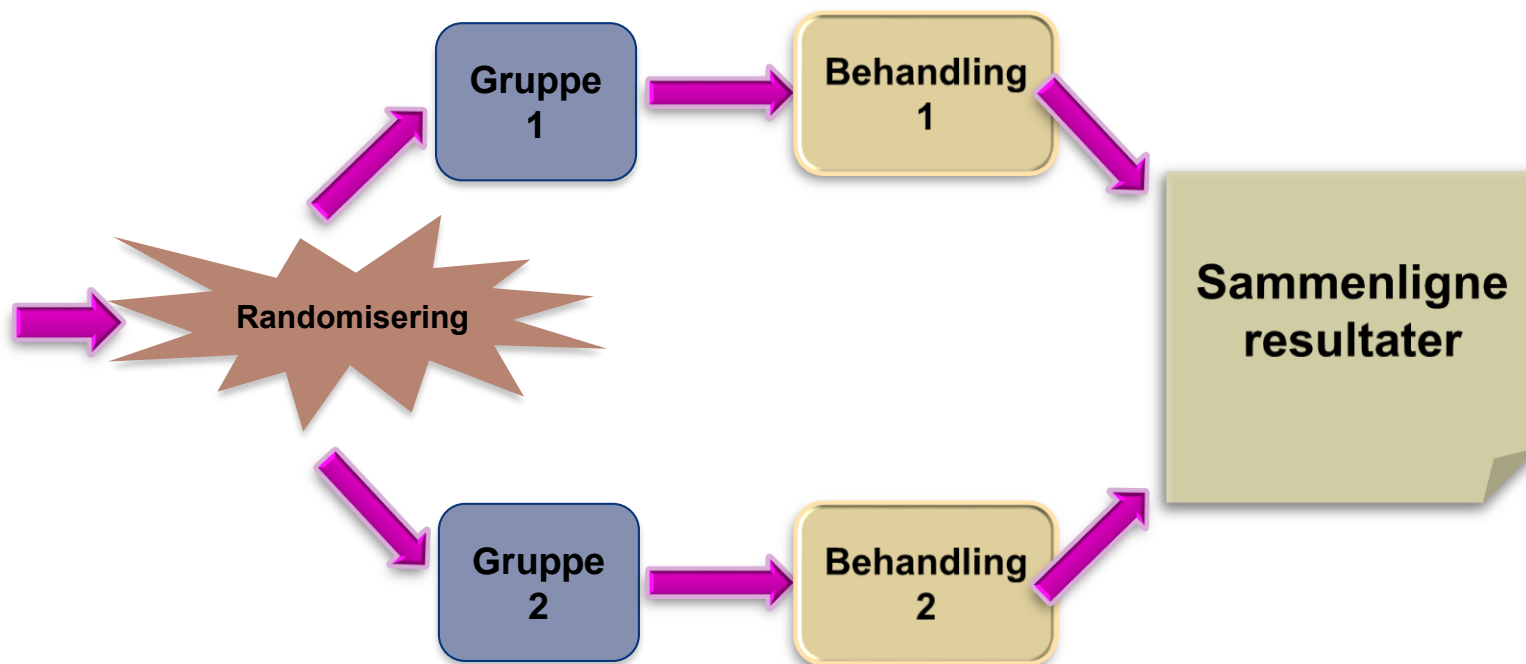 Gruppe
1
Behandling
1
Randomisering
Sammenligne
resultater
Gruppe
2
Behandling
2